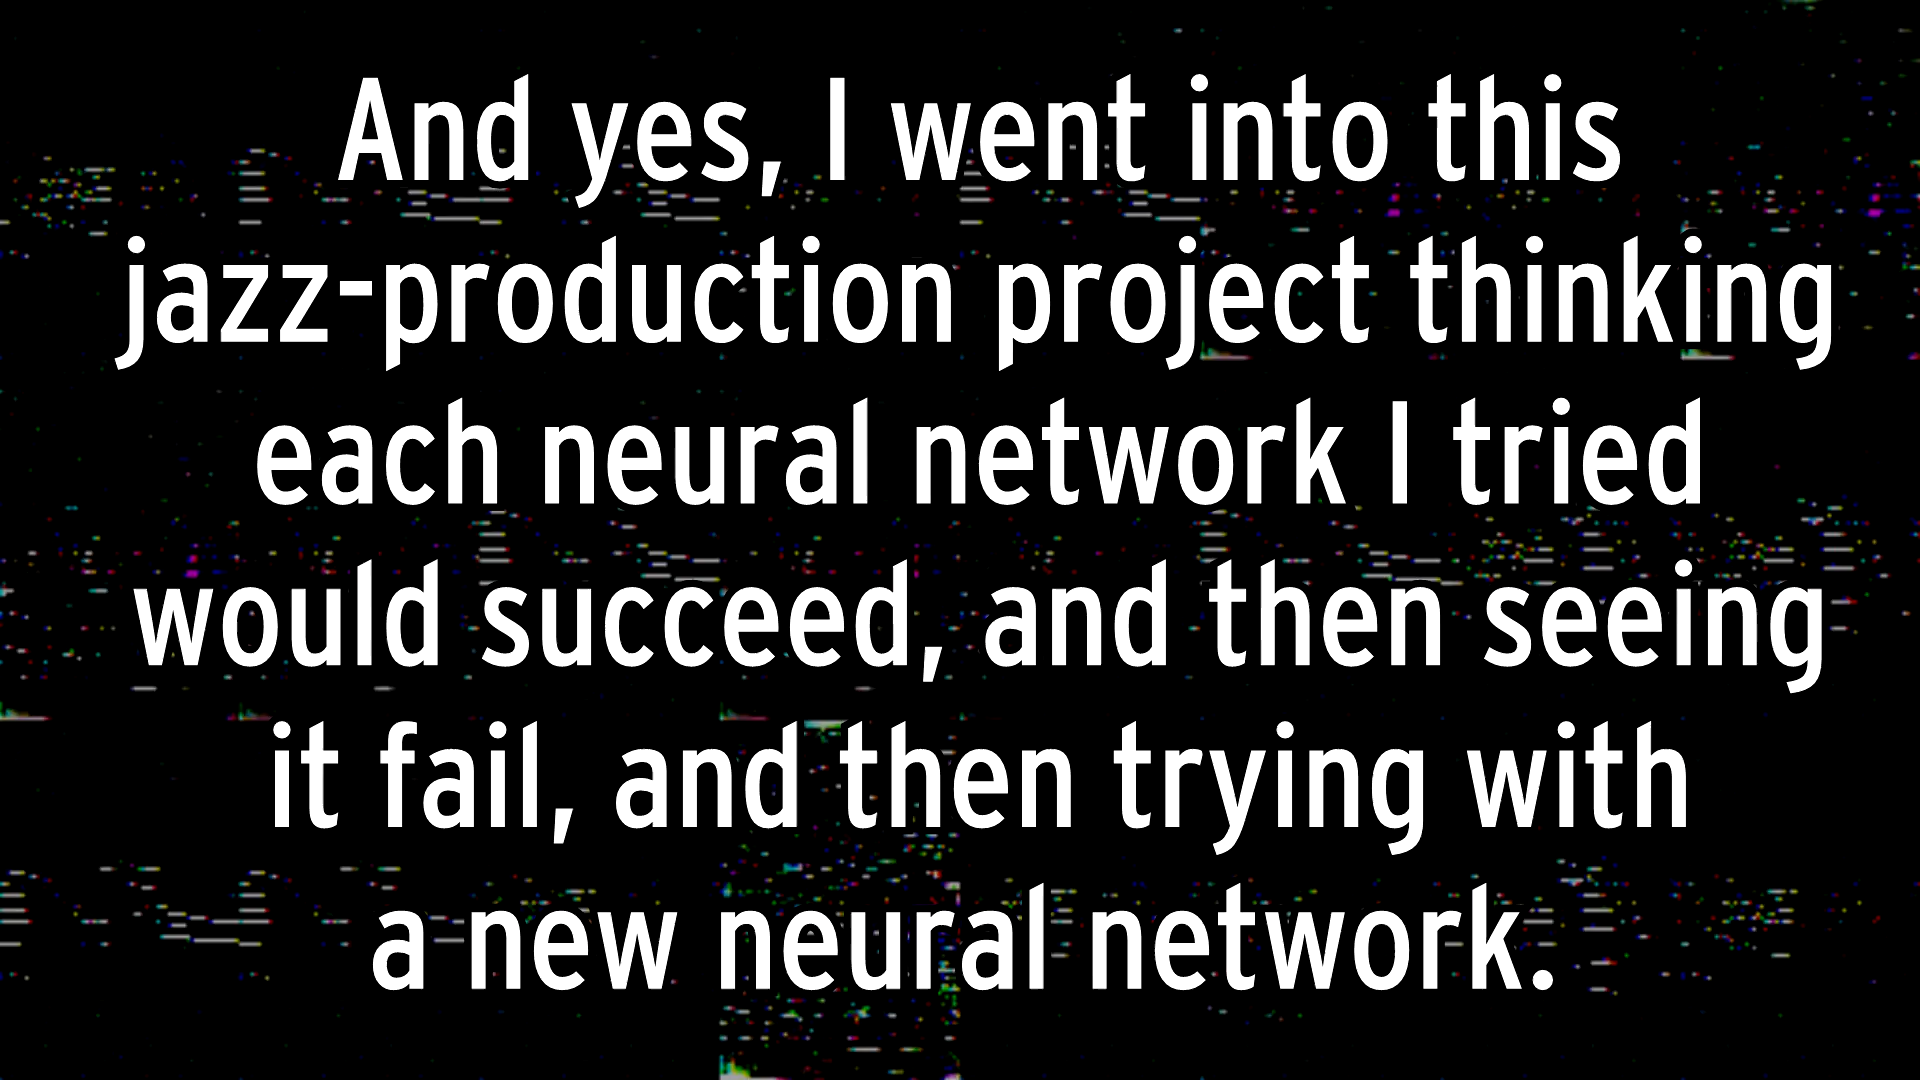 And yes, I went into this
jazz-production project thinking
each neural network I tried
would succeed, and then seeing
it fail, and then trying with
a new neural network.